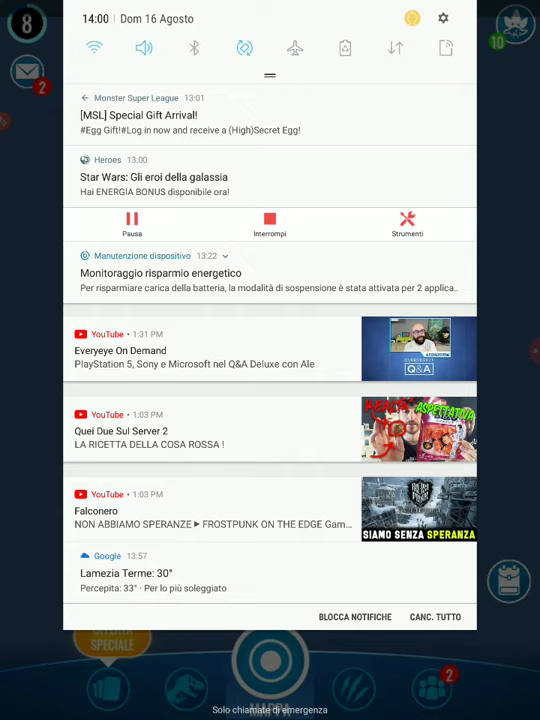 8
14:00 | Dom 16 Agosto
10
2
Monster Super League 13:01
[MSL] Special Gift Arrival!
#Egg Gift!#Log in now and receive a (High)Secret Egg!
Heroes 13:00
Star Wars: Gli eroi della galassia
Hai ENERGIA BONUS disponibile ora!
Pausa
Interrompi
Strumenti
Manutenzione dispositivo 13:22
Monitoraggio risparmio energetico
Per risparmiare carica della batteria, la modalità di sospensione è stata attivata per 2 applica..
YouTube • 1:31 PM
Everyeye On Demand
PlayStation 5, Sony e Microsoft nel Q&A Deluxe con Ale
Q&A
YouTube • 1:03 PM
Quei Due Sul Server 2
LA RICETTA DELLA COSA ROSSA !
ASPETTATIVA
YouTube • 1:03 PM
Falconero
NON ABBIAMO SPERANZE ▶ FROSTPUNK ON THE EDGE Gam...
SIAMO SENZA SPERANZA
Google 13:57
Lamezia Terme: 30°
Percepita: 33° · Per lo più soleggiato
BLOCCA NOTIFICHE
CANC. TUTTO
SPECIALE
MAPPA
2
Solo chiamate di emergenza